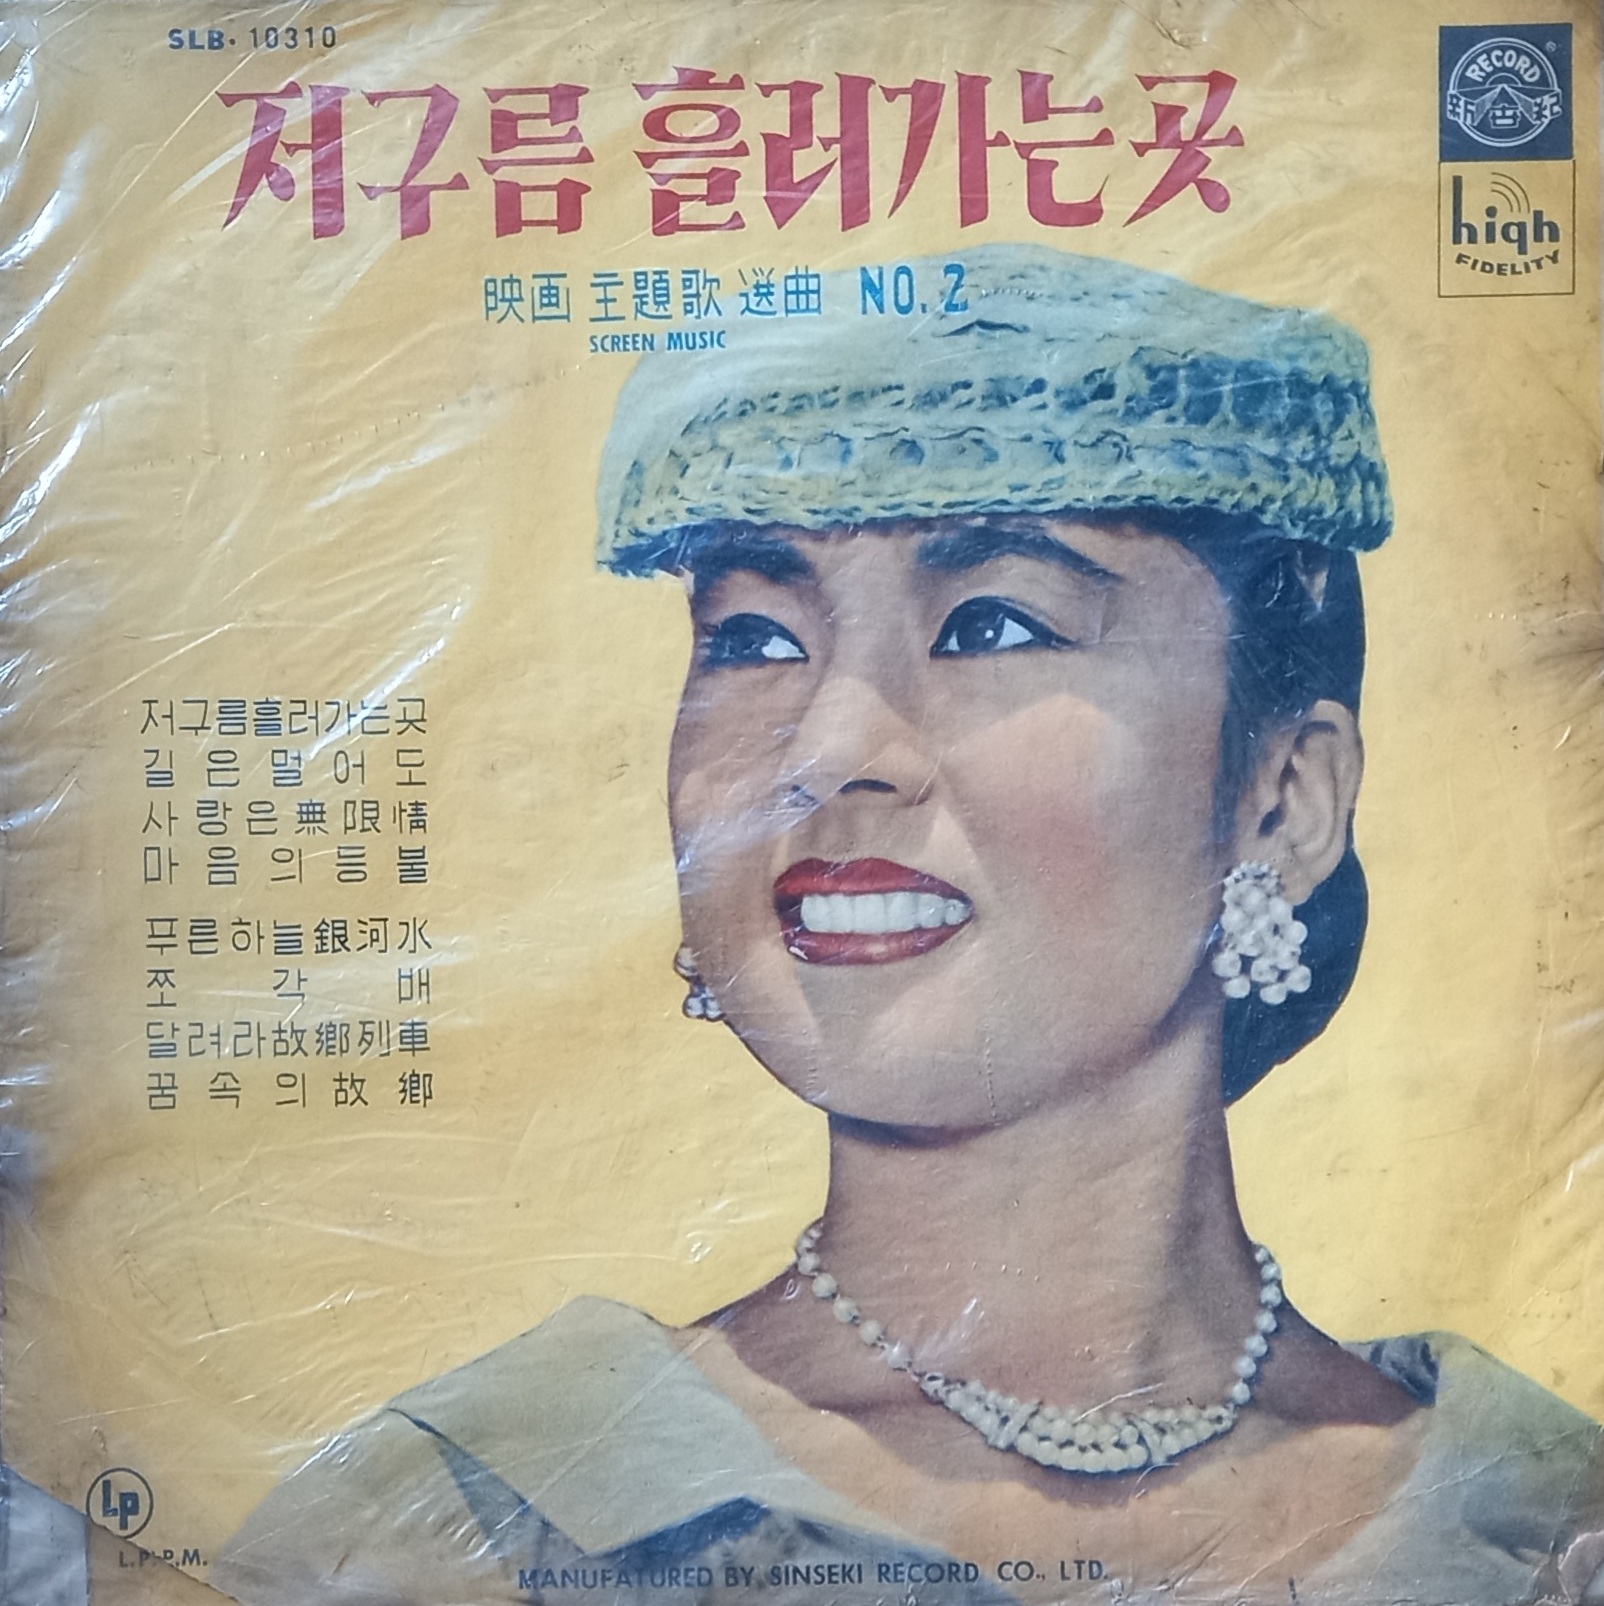 SLB· 10310
저구름 흘러가는곳
映画 主題歌 選曲 NO. 2
SCREEN MUSIC
RECORD
新世紀
high
FIDELITY
저구름흘러가는곳
길은멀어도
사랑은無限情
마음의등불
푸른하늘銀河水
쪼각배
달려라故鄕列車
꿈속의故鄕
Lp
L.P.R.M.
MANUFATURED BY SINSEKI RECORD CO., LTD.